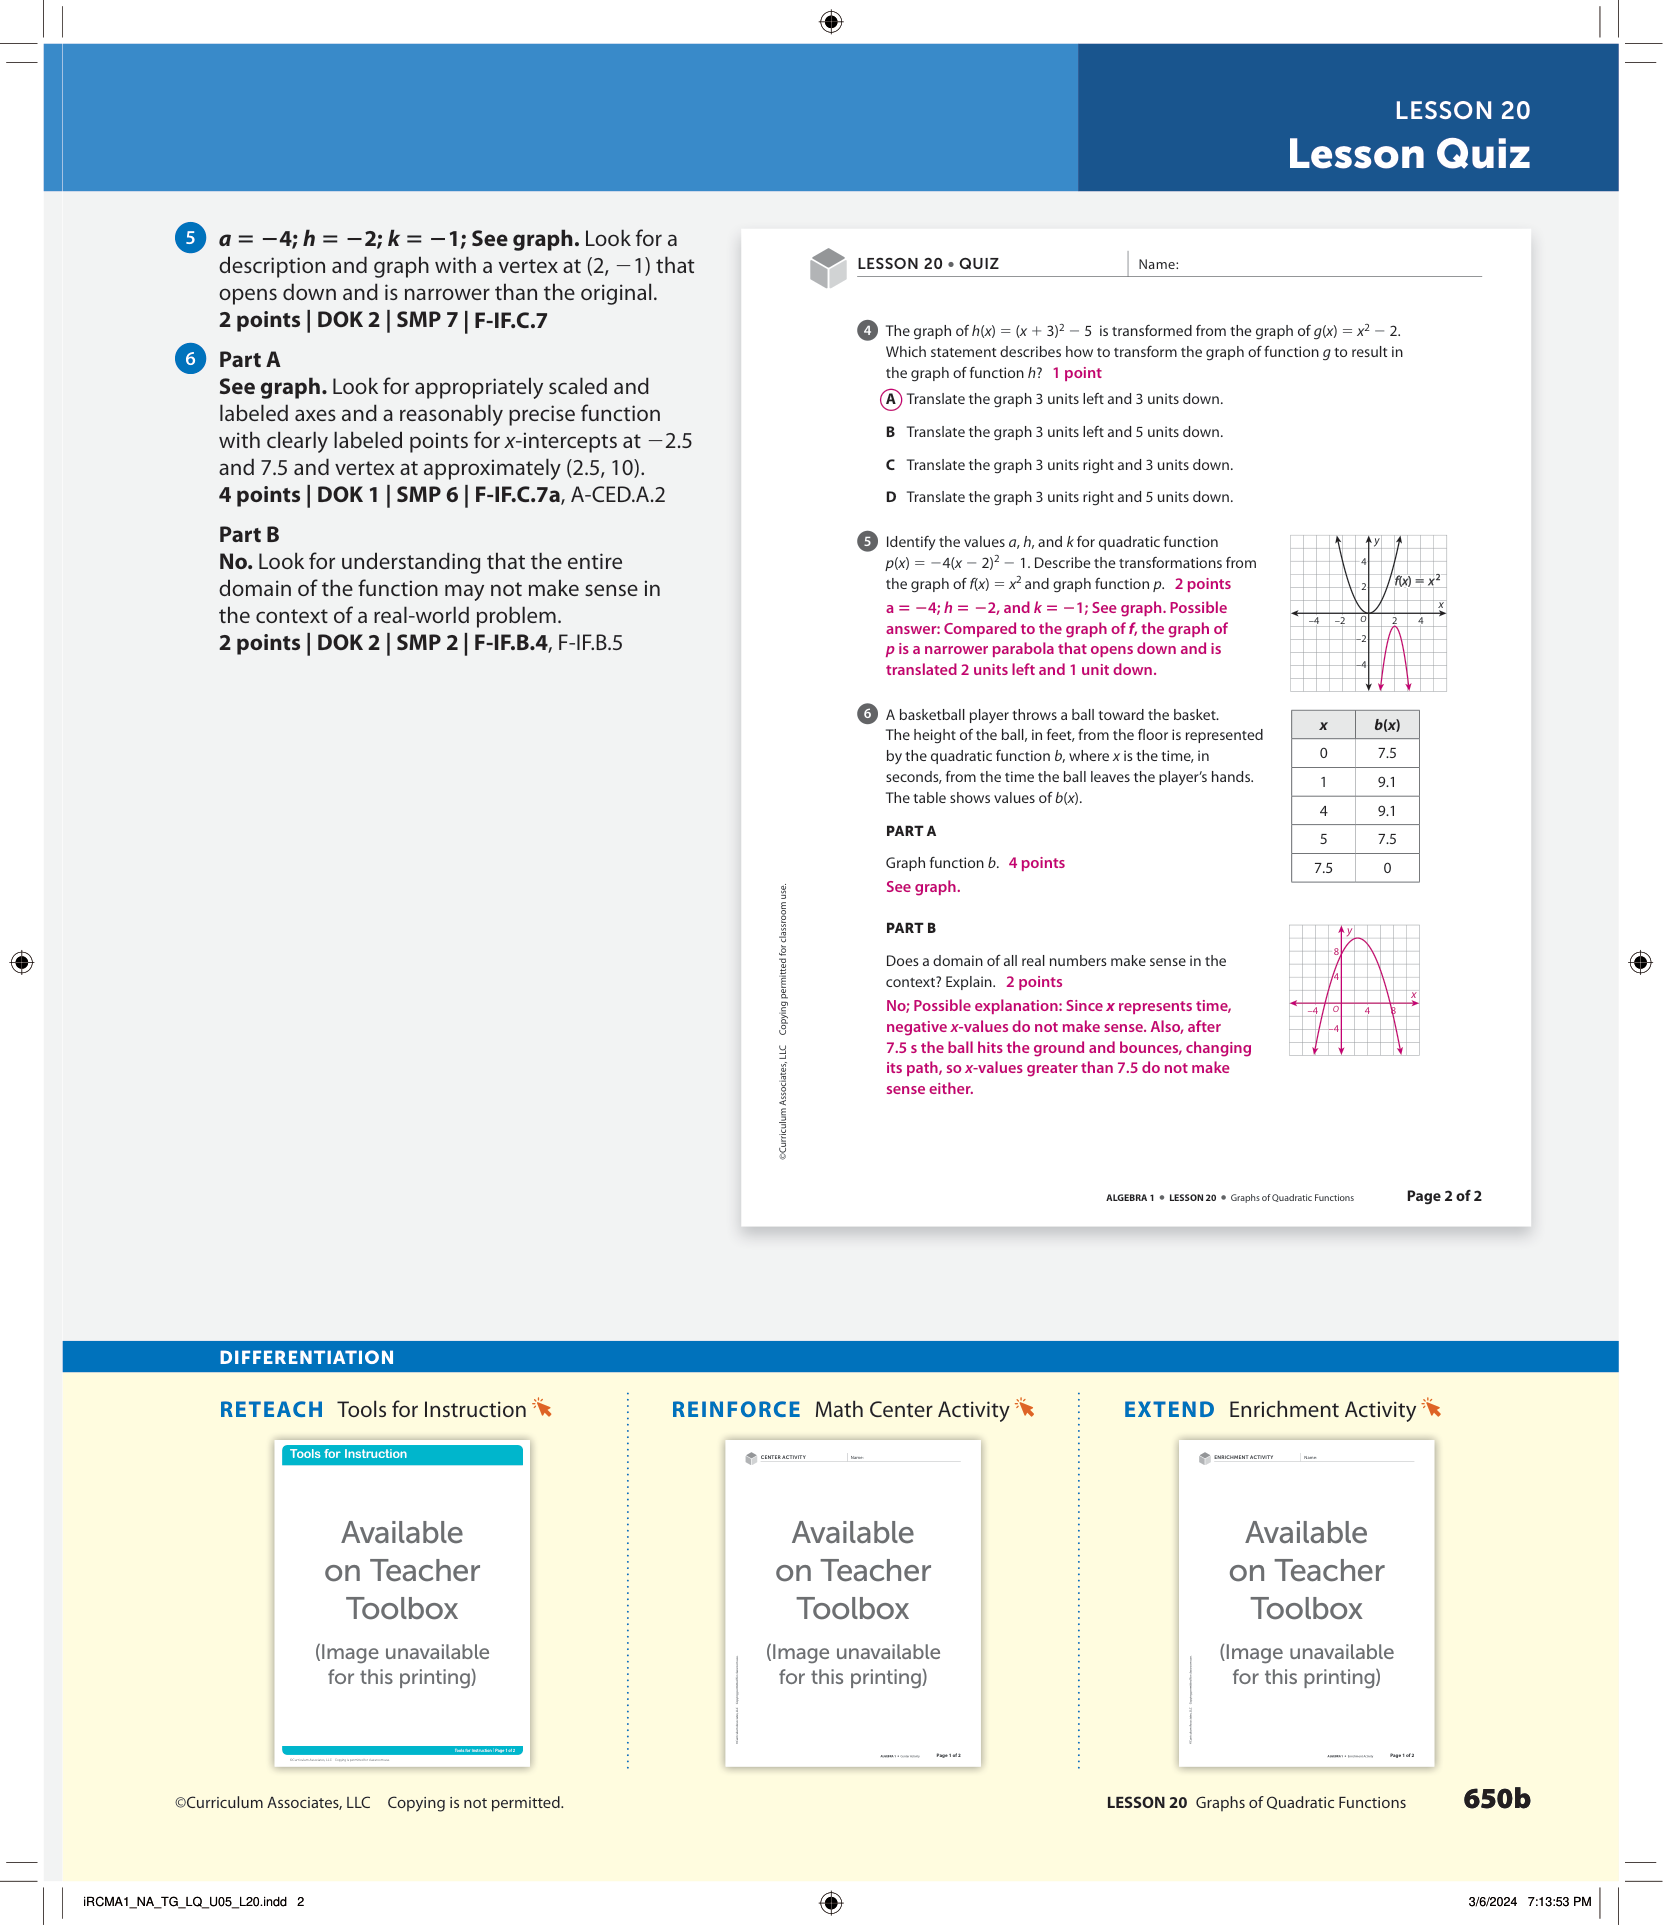 LESSON 20
Lesson Quiz
5 a = −4; h = −2; k = −1; See graph. Look for a
description and graph with a vertex at (2, −1) that
opens down and is narrower than the original.
2 points | DOK 2 | SMP 7 | F-IF.C.7
6 Part A
See graph. Look for appropriately scaled and
labeled axes and a reasonably precise function
with clearly labeled points for x-intercepts at −2.5
and 7.5 and vertex at approximately (2.5, 10).
4 points | DOK 1 | SMP 6 | F-IF.C.7a, A-CED.A.2
Part B
No. Look for understanding that the entire
domain of the function may not make sense in
the context of a real-world problem.
2 points | DOK 2 | SMP 2 | F-IF.B.4, F-IF.B.5
LESSON 20 • QUIZ Name:
4 The graph of h(x) = (x + 3)² − 5 is transformed from the graph of g(x) = x² − 2.
Which statement describes how to transform the graph of function g to result in
the graph of function h? 1 point
A Translate the graph 3 units left and 3 units down.
B Translate the graph 3 units left and 5 units down.
C Translate the graph 3 units right and 3 units down.
D Translate the graph 3 units right and 5 units down.
5 Identify the values a, h, and k for quadratic function
p(x) = −4(x − 2)² − 1. Describe the transformations from
the graph of f(x) = x² and graph function p. 2 points
a = −4; h = −2, and k = −1; See graph. Possible
answer: Compared to the graph of f, the graph of
p is a narrower parabola that opens down and is
translated 2 units left and 1 unit down.
y
4
f(x) = x²
2
x
−4 −2 O 2 4
−2
−4
6 A basketball player throws a ball toward the basket.
The height of the ball, in feet, from the floor is represented
by the quadratic function b, where x is the time, in
seconds, from the time the ball leaves the player's hands.
The table shows values of b(x).
x b(x)
0 7.5
1 9.1
4 9.1
5 7.5
7.5 0
PART A
Graph function b. 4 points
See graph.
PART B
Does a domain of all real numbers make sense in the
context? Explain. 2 points
No; Possible explanation: Since x represents time,
negative x-values do not make sense. Also, after
7.5 s the ball hits the ground and bounces, changing
its path, so x-values greater than 7.5 do not make
sense either.
y
8
4
x
−4 O 4 8
−4
©Curriculum Associates, LLC Copying permitted for classroom use.
ALGEBRA 1 • LESSON 20 • Graphs of Quadratic Functions Page 2 of 2
DIFFERENTIATION
RETEACH Tools for Instruction
Tools for Instruction
Available
on Teacher
Toolbox
(Image unavailable
for this printing)
Tools for Instruction | Page 1 of 2
REINFORCE Math Center Activity
CENTER ACTIVITY Name:
Available
on Teacher
Toolbox
(Image unavailable
for this printing)
Page 1 of 2
EXTEND Enrichment Activity
ENRICHMENT ACTIVITY Name:
Available
on Teacher
Toolbox
(Image unavailable
for this printing)
Page 1 of 2
©Curriculum Associates, LLC Copying is not permitted.
LESSON 20 Graphs of Quadratic Functions 650b
iRCMA1_NA_TG_LQ_U05_L20.indd 2
3/6/2024 7:13:53 PM